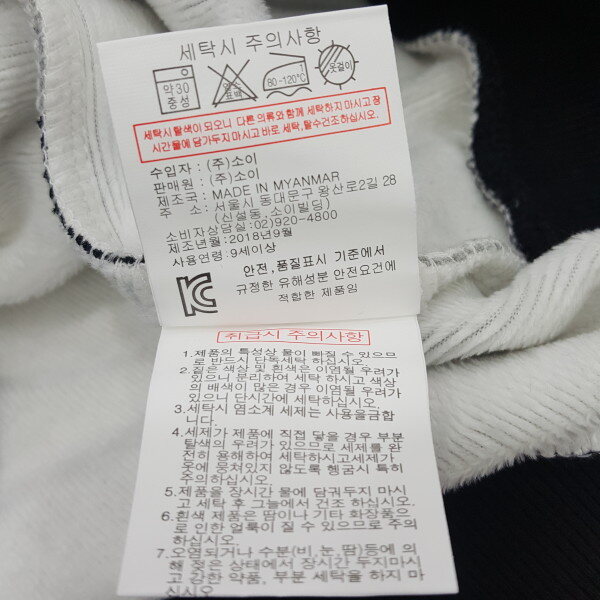 세탁시 주의사항
약30
중성
염소
표백
80-120℃
옷걸이
세탁시 탈색이 되오니 다른 의류와 함께 세탁하지 마시고 장
시간 물에 담가두지 마시고 바로 세탁, 탈수건조하십시오.
수입자 : (주)소이
판매원 : (주)소이
제조국 : MADE IN MYANMAR
주 소 : 서울시 동대문구 왕산로2길 28
(신설동, 소이빌딩)
소비자상담실: 02)920-4800
제조년월: 2018년9월
사용연령: 9세이상
안전,품질표시 기준에서
규정한 유해성분 안전요건에
적합한 제품임
취급시 주의사항
1.제품의 특성상 물이 빠질 수 있으므
로 반드시 단독세탁 하십시오.
2.짙은 색상 및 흰색은 이염될 우려가
있으니 분리하여 세탁 하시고 색상
의 배색이 많은 경우 이염될 우려가
있으니 단시간에 세탁하십시오.
3.세탁시 염소계 세제는 사용을금합
니다.
4.세제가 제품에 직접 닿을 경우 부분
탈색의 우려가 있으므로 세제를 완
전히 용해하여 세탁하시고세제가
옷에 뭉쳐있지 않도록 헹굼시 특히
주의하십시오.
5.제품을 장시간 물에 담궈두지 마시
고 세탁 후 그늘에서 건조 하십시오.
6.흰색 제품은 땀이나 기타 화장품으
로 인한 얼룩이 질 수 있으므로 주의
하십시오.
7.오염되거나 수분(비,눈,땀)등에 의
해 젖은 상태에서 장시간 두지마시
고 강한 약품, 부분 세탁을 하지 마
십시오.